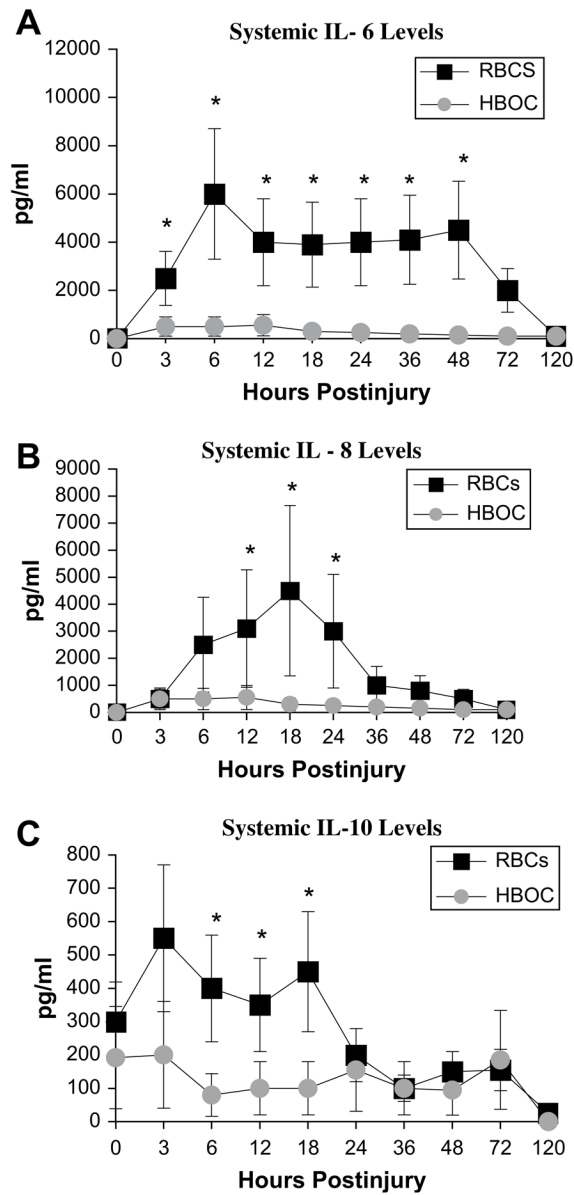 A
Systemic IL- 6 Levels
12000
10000
8000
6000
4000
2000
0
pg/ml
RBCS
HBOC
*
*
*
*
*
*
*
0 3 6 12 18 24 36 48 72 120
Hours Postinjury
B
Systemic IL - 8 Levels
9000
8000
7000
6000
5000
4000
3000
2000
1000
0
pg/ml
RBCs
HBOC
*
*
*
0 3 6 12 18 24 36 48 72 120
Hours Postinjury
C
Systemic IL-10 Levels
800
700
600
500
400
300
200
100
0
pg/ml
RBCs
HBOC
*
*
*
0 3 6 12 18 24 36 48 72 120
Hours Postinjury